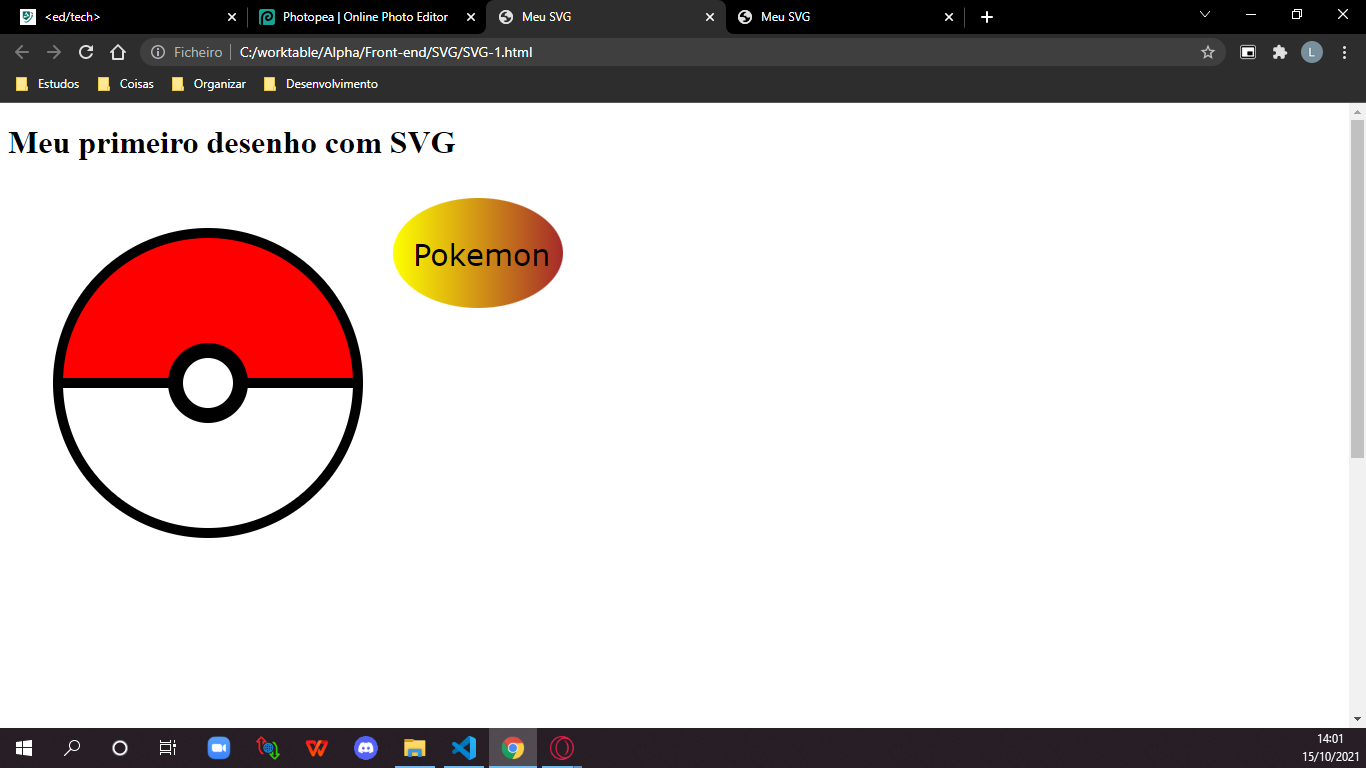 <ed/tech>
Photopea | Online Photo Editor
Meu SVG
Meu SVG
Ficheiro
C:/worktable/Alpha/Front-end/SVG/SVG-1.html
L
Estudos
Coisas
Organizar
Desenvolvimento
Meu primeiro desenho com SVG
Pokemon
14:01
15/10/2021